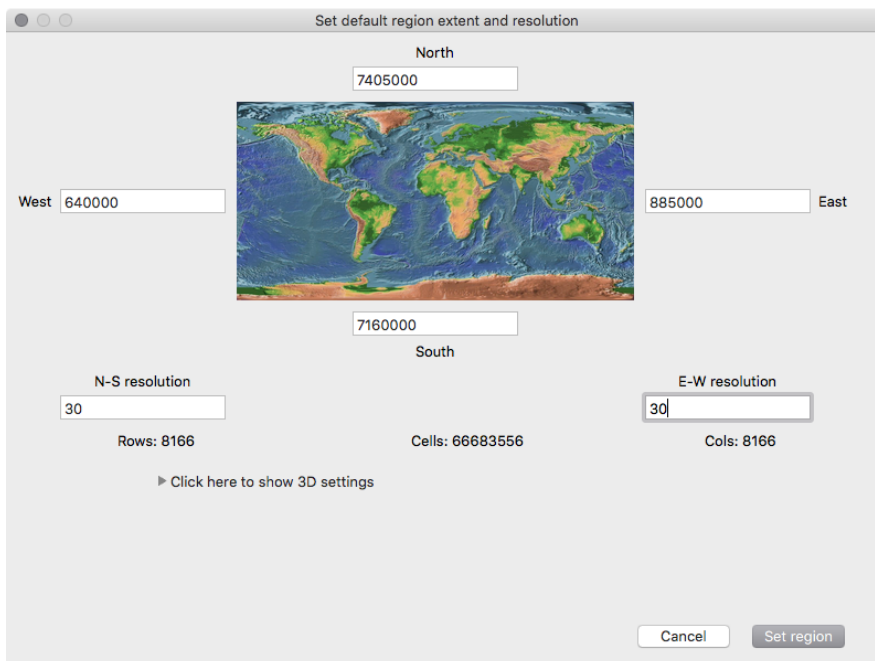 Set default region extent and resolution
North
7405000
West 640000 885000 East
7160000
South
N-S resolution E-W resolution
30 30
Rows: 8166 Cells: 66683556 Cols: 8166
Click here to show 3D settings
Cancel Set region